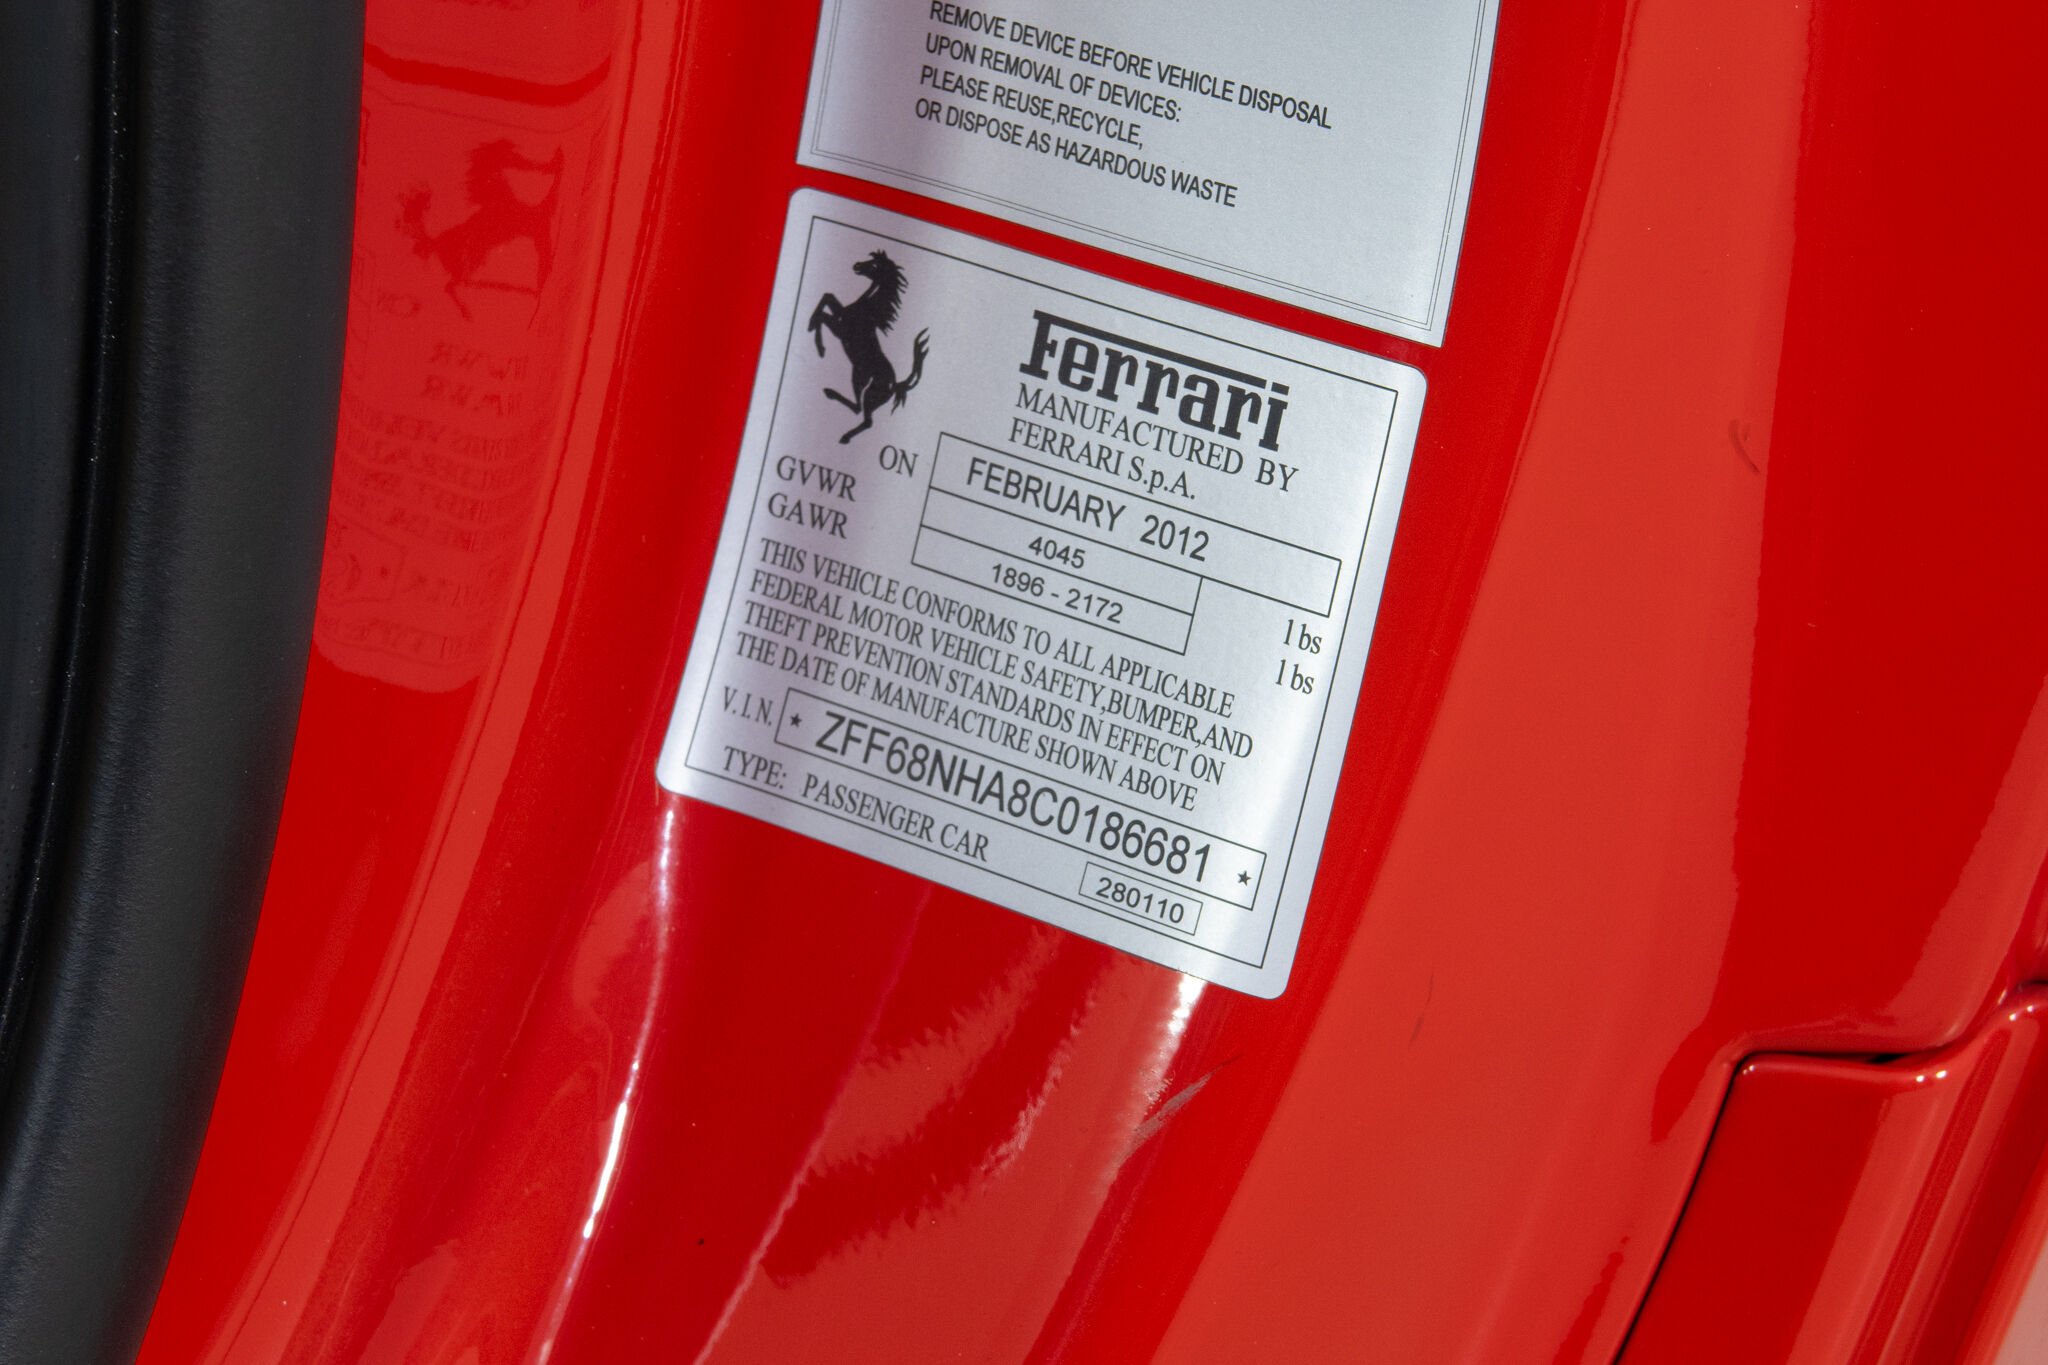 REMOVE DEVICE BEFORE VEHICLE DISPOSAL
UPON REMOVAL OF DEVICES:
PLEASE REUSE,RECYCLE,
OR DISPOSE AS HAZARDOUS WASTE
Ferrari
MANUFACTURED BY
FERRARI S.p.A.
ON FEBRUARY 2012
GVWR 4045 lbs
GAWR 1896 - 2172 lbs
THIS VEHICLE CONFORMS TO ALL APPLICABLE
FEDERAL MOTOR VEHICLE SAFETY,BUMPER,AND
THEFT PREVENTION STANDARDS IN EFFECT ON
THE DATE OF MANUFACTURE SHOWN ABOVE
V. I. N. * ZFF68NHA8C0186681 *
TYPE: PASSENGER CAR
280110